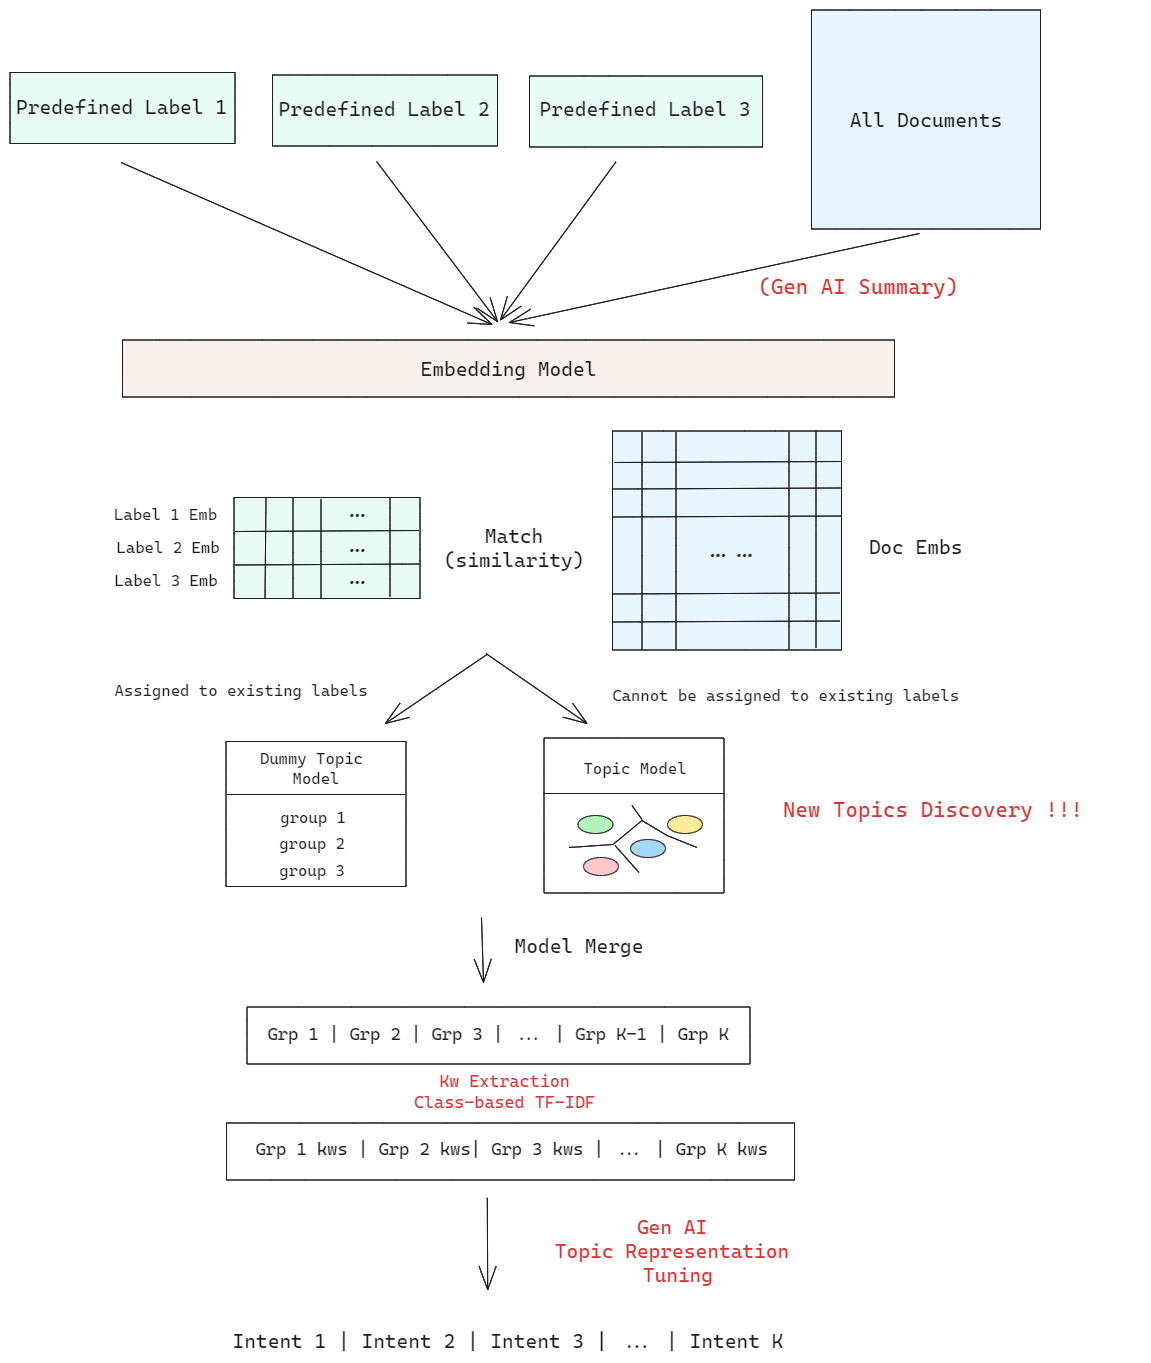 Predefined Label 1
Predefined Label 2
Predefined Label 3
All Documents
(Gen AI Summary)
Embedding Model
Label 1 Emb
Label 2 Emb
Label 3 Emb
...
...
...
Match
(similarity)
... ...
Doc Embs
Assigned to existing labels
Cannot be assigned to existing labels
Dummy Topic
Model
group 1
group 2
group 3
Topic Model
New Topics Discovery !!!
Model Merge
Grp 1 | Grp 2 | Grp 3 | ... | Grp K-1 | Grp K
Kw Extraction
Class-based TF-IDF
Grp 1 kws | Grp 2 kws| Grp 3 kws | ... | Grp K kws
Gen AI
Topic Representation
Tuning
Intent 1 | Intent 2 | Intent 3 | ... | Intent K